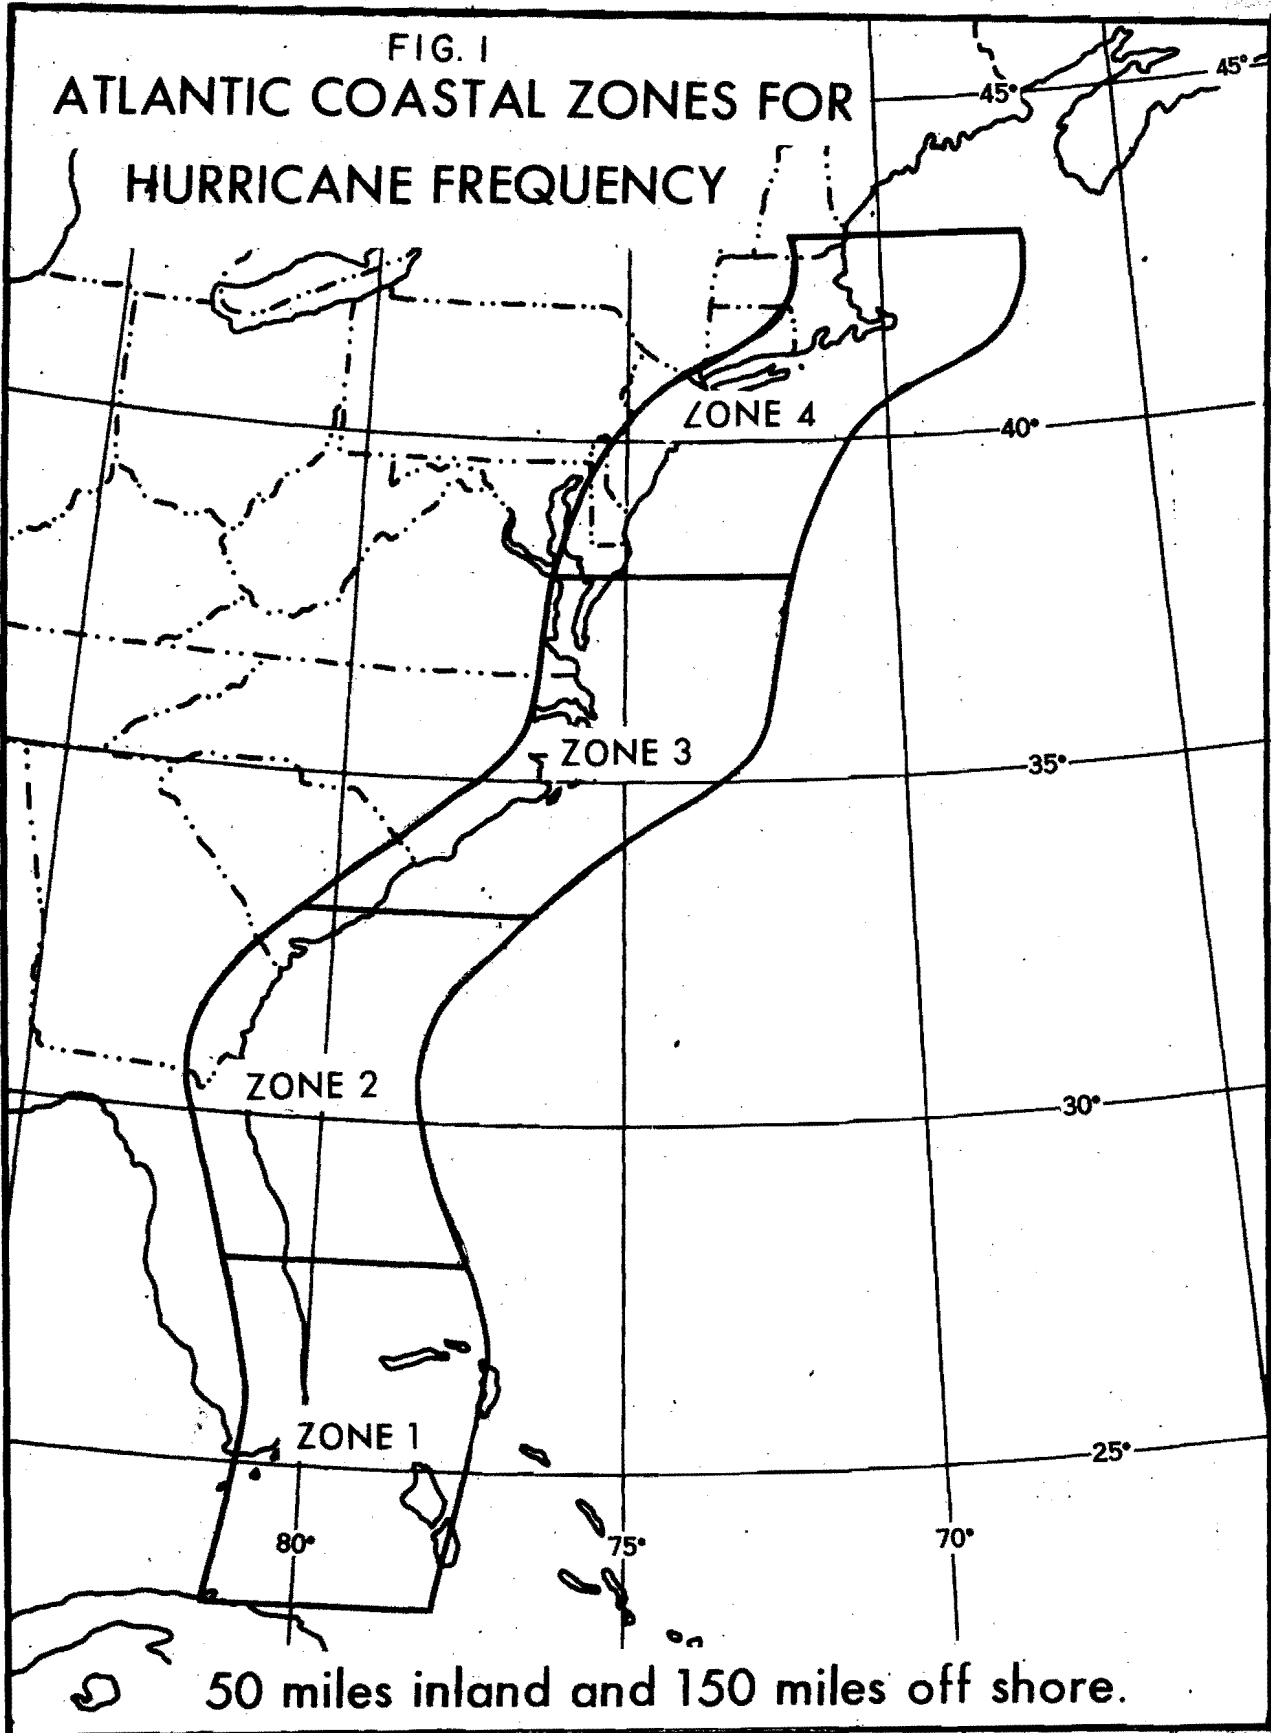 FIG. 1
ATLANTIC COASTAL ZONES FOR
HURRICANE FREQUENCY
45°
45°
ZONE 4
40°
ZONE 3
35°
ZONE 2
30°
ZONE 1
25°
80°
75°
70°
50 miles inland and 150 miles off shore.